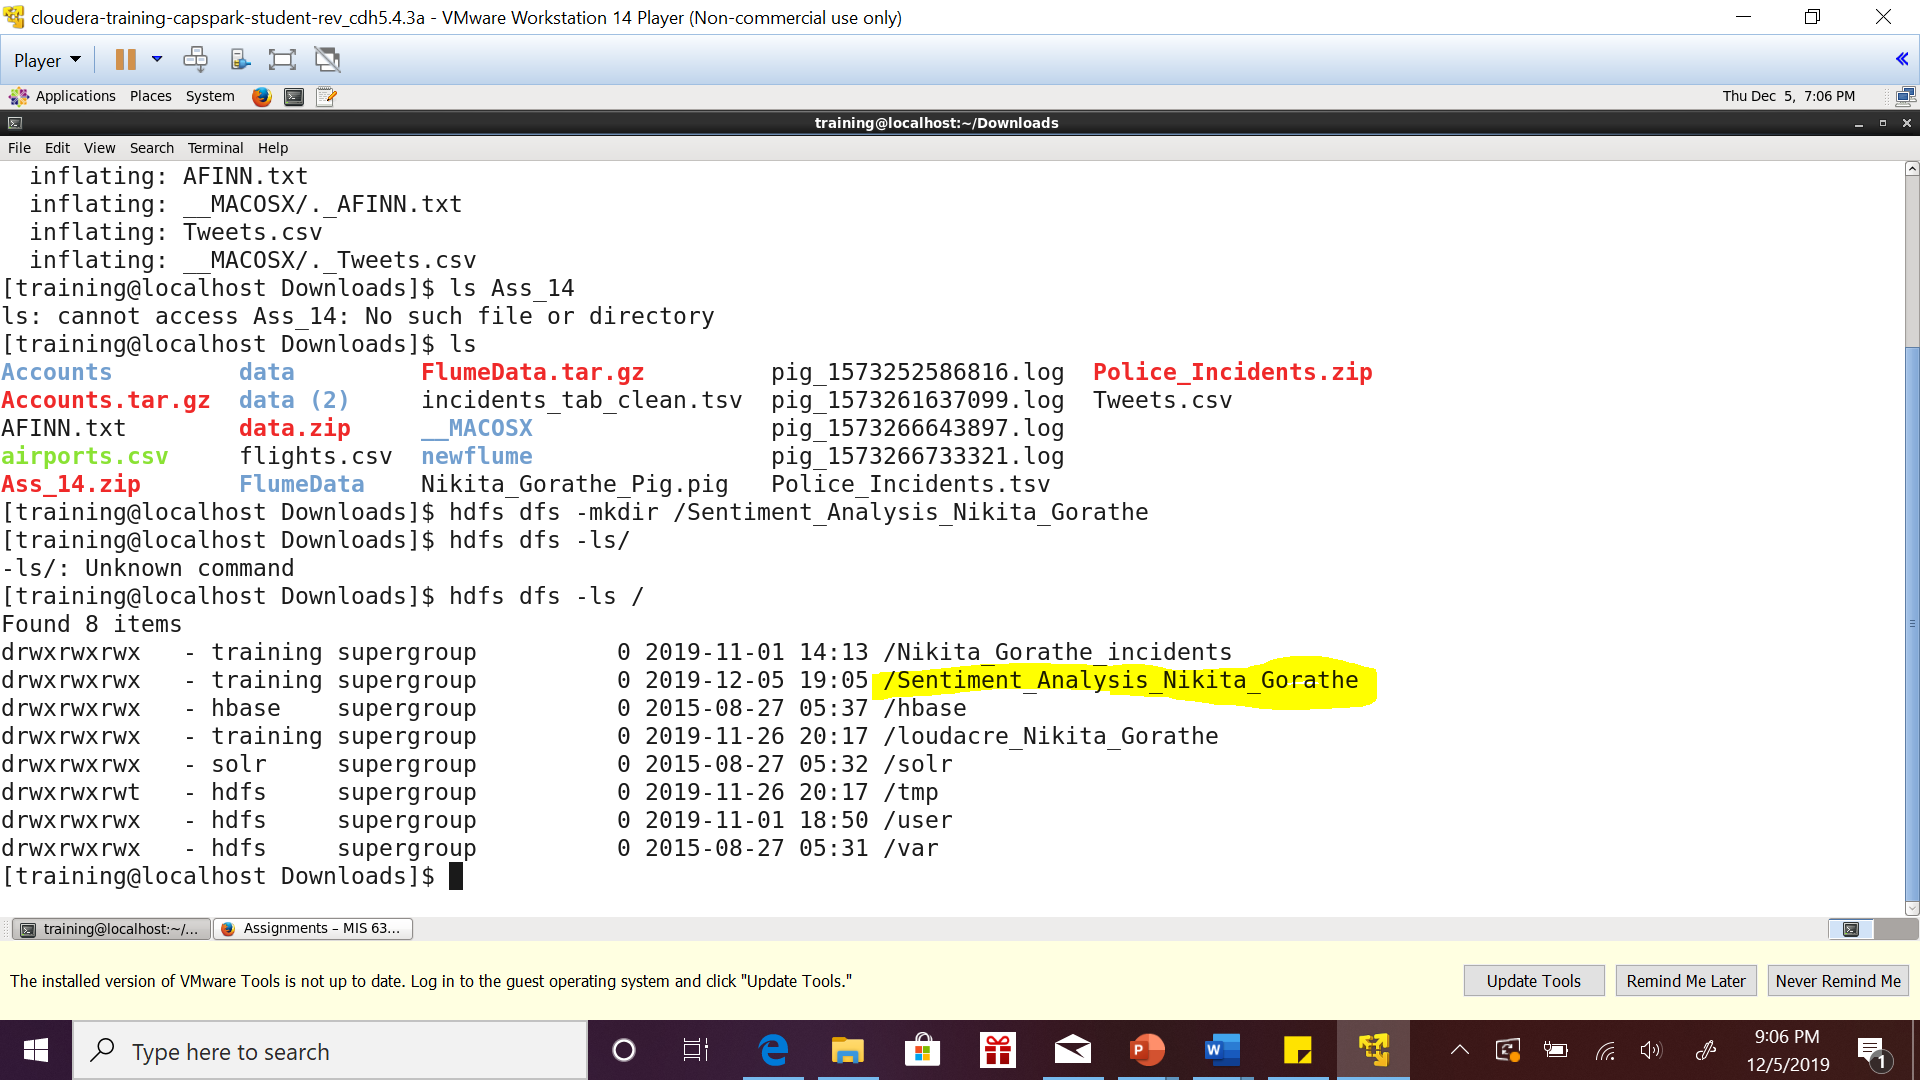 cloudera-training-capspark-student-rev_cdh5.4.3a - VMware Workstation 14 Player (Non-commercial use only)
Player
Applications Places System Thu Dec 5, 7:06 PM
training@localhost:~/Downloads
File Edit View Search Terminal Help
  inflating: AFINN.txt
  inflating: __MACOSX/._AFINN.txt
  inflating: Tweets.csv
  inflating: __MACOSX/._Tweets.csv
[training@localhost Downloads]$ ls Ass_14
ls: cannot access Ass_14: No such file or directory
[training@localhost Downloads]$ ls
Accounts         data        FlumeData.tar.gz         pig_1573252586816.log  Police_Incidents.zip
Accounts.tar.gz  data (2)    incidents_tab_clean.tsv  pig_1573261637099.log  Tweets.csv
AFINN.txt        data.zip    __MACOSX                 pig_1573266643897.log
airports.csv     flights.csv  newflume                 pig_1573266733321.log
Ass_14.zip       FlumeData   Nikita_Gorathe_Pig.pig   Police_Incidents.tsv
[training@localhost Downloads]$ hdfs dfs -mkdir /Sentiment_Analysis_Nikita_Gorathe
[training@localhost Downloads]$ hdfs dfs -ls/
-ls/: Unknown command
[training@localhost Downloads]$ hdfs dfs -ls /
Found 8 items
drwxrwxrwx   - training supergroup          0 2019-11-01 14:13 /Nikita_Gorathe_incidents
drwxrwxrwx   - training supergroup          0 2019-12-05 19:05 /Sentiment_Analysis_Nikita_Gorathe
drwxrwxrwx   - hbase    supergroup          0 2015-08-27 05:37 /hbase
drwxrwxrwx   - training supergroup          0 2019-11-26 20:17 /loudacre_Nikita_Gorathe
drwxrwxrwx   - solr     supergroup          0 2015-08-27 05:32 /solr
drwxrwxrwt   - hdfs     supergroup          0 2019-11-26 20:17 /tmp
drwxrwxrwx   - hdfs     supergroup          0 2019-11-01 18:50 /user
drwxrwxrwx   - hdfs     supergroup          0 2015-08-27 05:31 /var
[training@localhost Downloads]$
training@localhost:~/... Assignments – MIS 63...
The installed version of VMware Tools is not up to date. Log in to the guest operating system and click "Update Tools." Update Tools Remind Me Later Never Remind Me
Type here to search
9:06 PM
12/5/2019
1